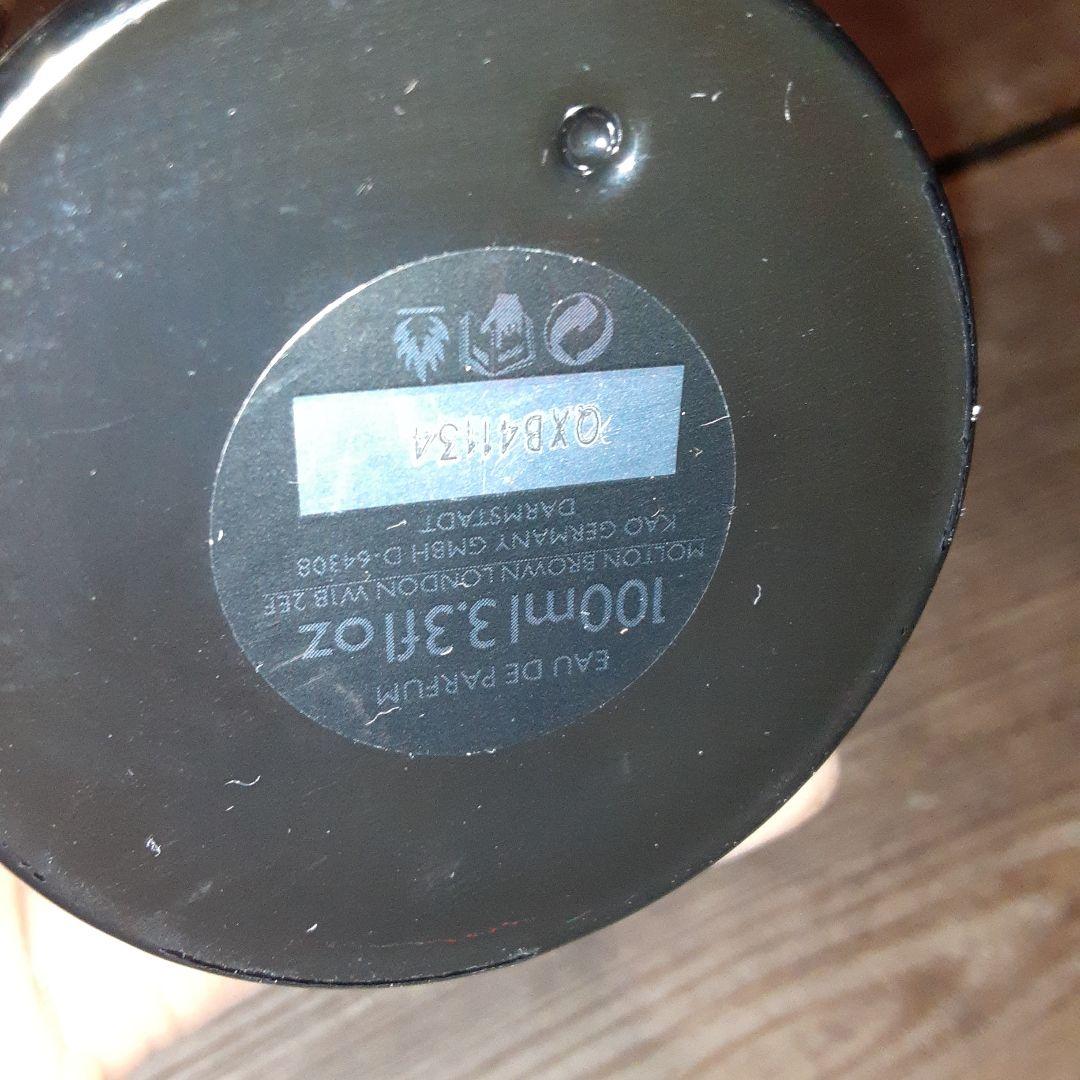 EAU DE PARFUM
100ml 3.3fl oz
MOLTON BROWN LONDON W1B 2EE
KAO GERMANY GMBH D-64308
DARMSTADT
QXB41134